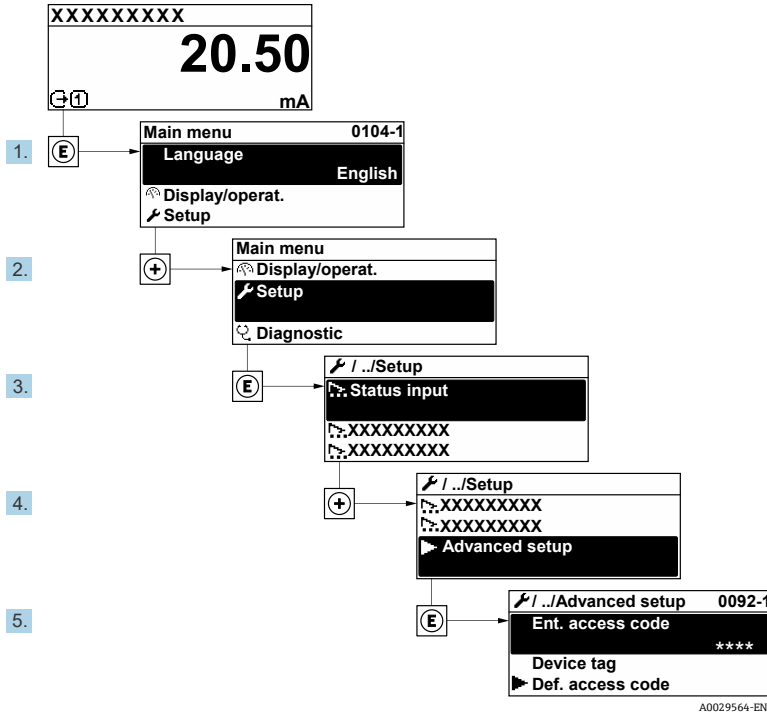 XXXXXXXXX
20.50
1
mA
1.
E
Main menu 0104-1
Language
English
Display/operat.
Setup
2.
+
Main menu
Display/operat.
Setup
Diagnostic
3.
E
/ ../Setup
Status input
XXXXXXXXX
XXXXXXXXX
4.
+
/ ../Setup
XXXXXXXXX
XXXXXXXXX
Advanced setup
5.
E
/ ../Advanced setup 0092-1
Ent. access code
****
Device tag
Def. access code
A0029564-EN